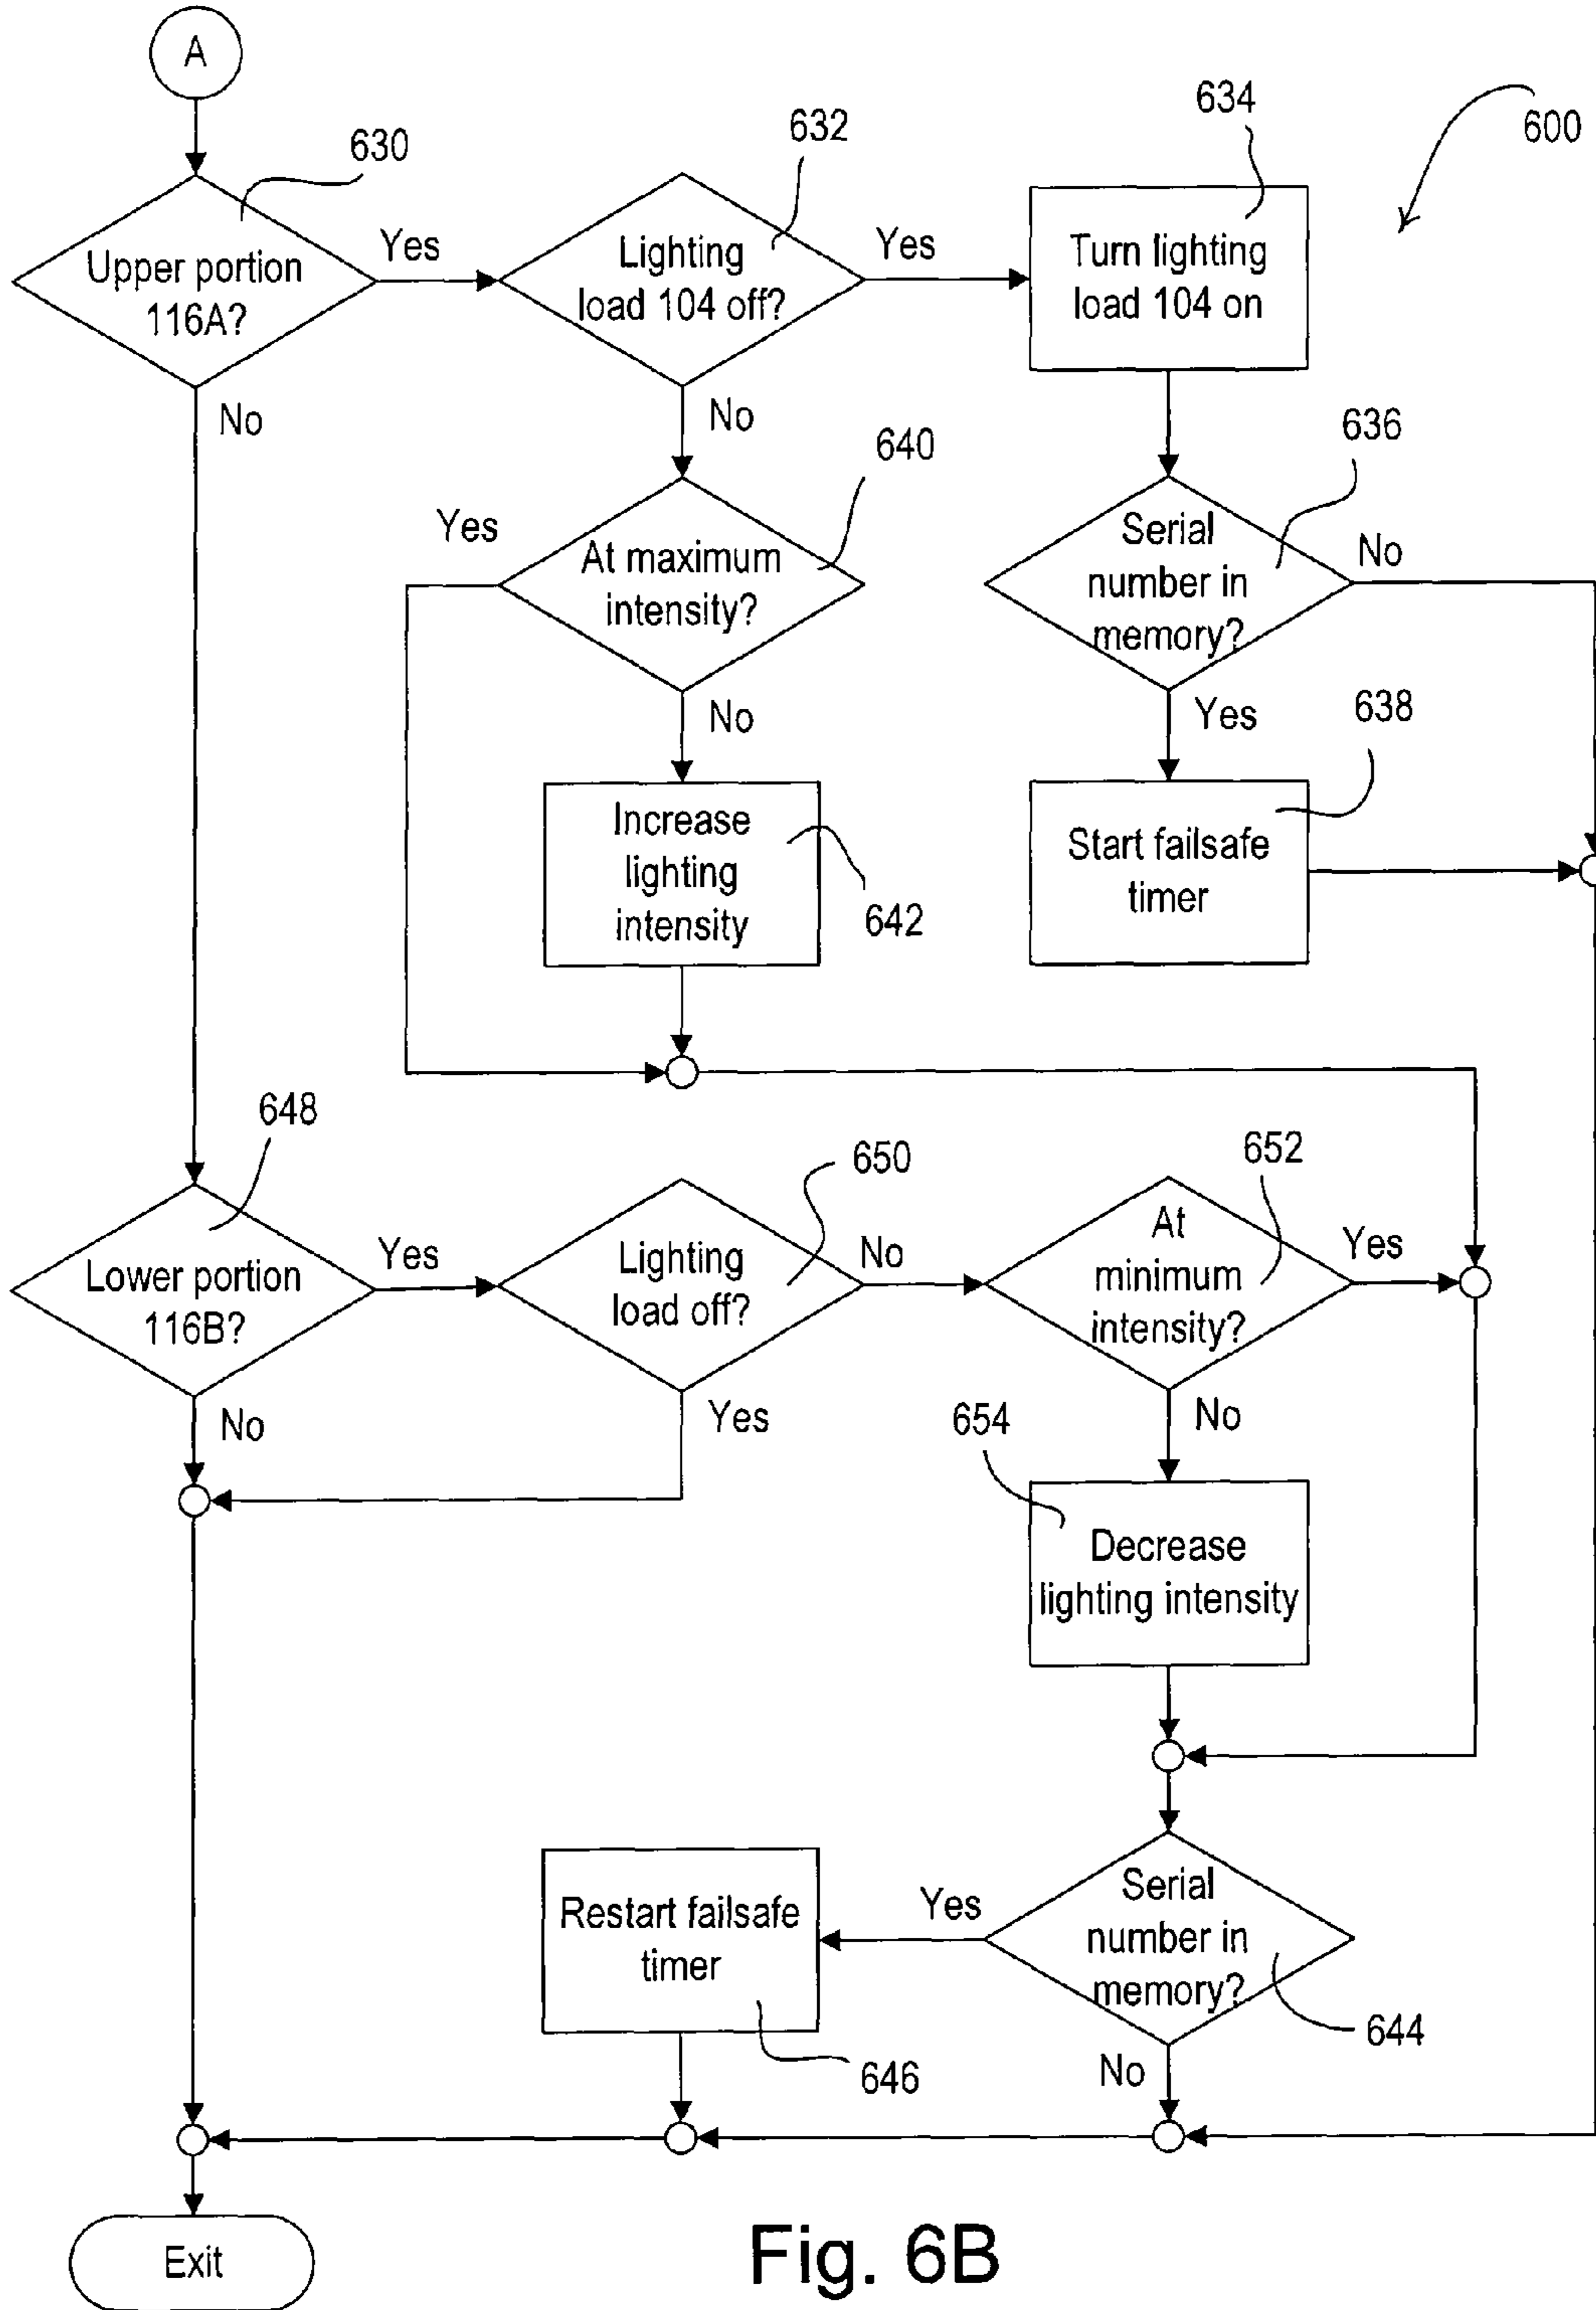 A
630
632
634
600
Upper portion
116A?
Yes
Lighting
load 104 off?
Yes
Turn lighting
load 104 on
No
No
640
636
Yes
At maximum
intensity?
Serial
number in
memory?
No
No
Yes
638
Increase
lighting
intensity
642
Start failsafe
timer
648
650
652
Lower portion
116B?
Yes
Lighting
load off?
No
At
minimum
intensity?
Yes
No
Yes
654
No
Decrease
lighting intensity
Restart failsafe
timer
Yes
Serial
number in
memory?
646
644
No
Exit
Fig. 6B